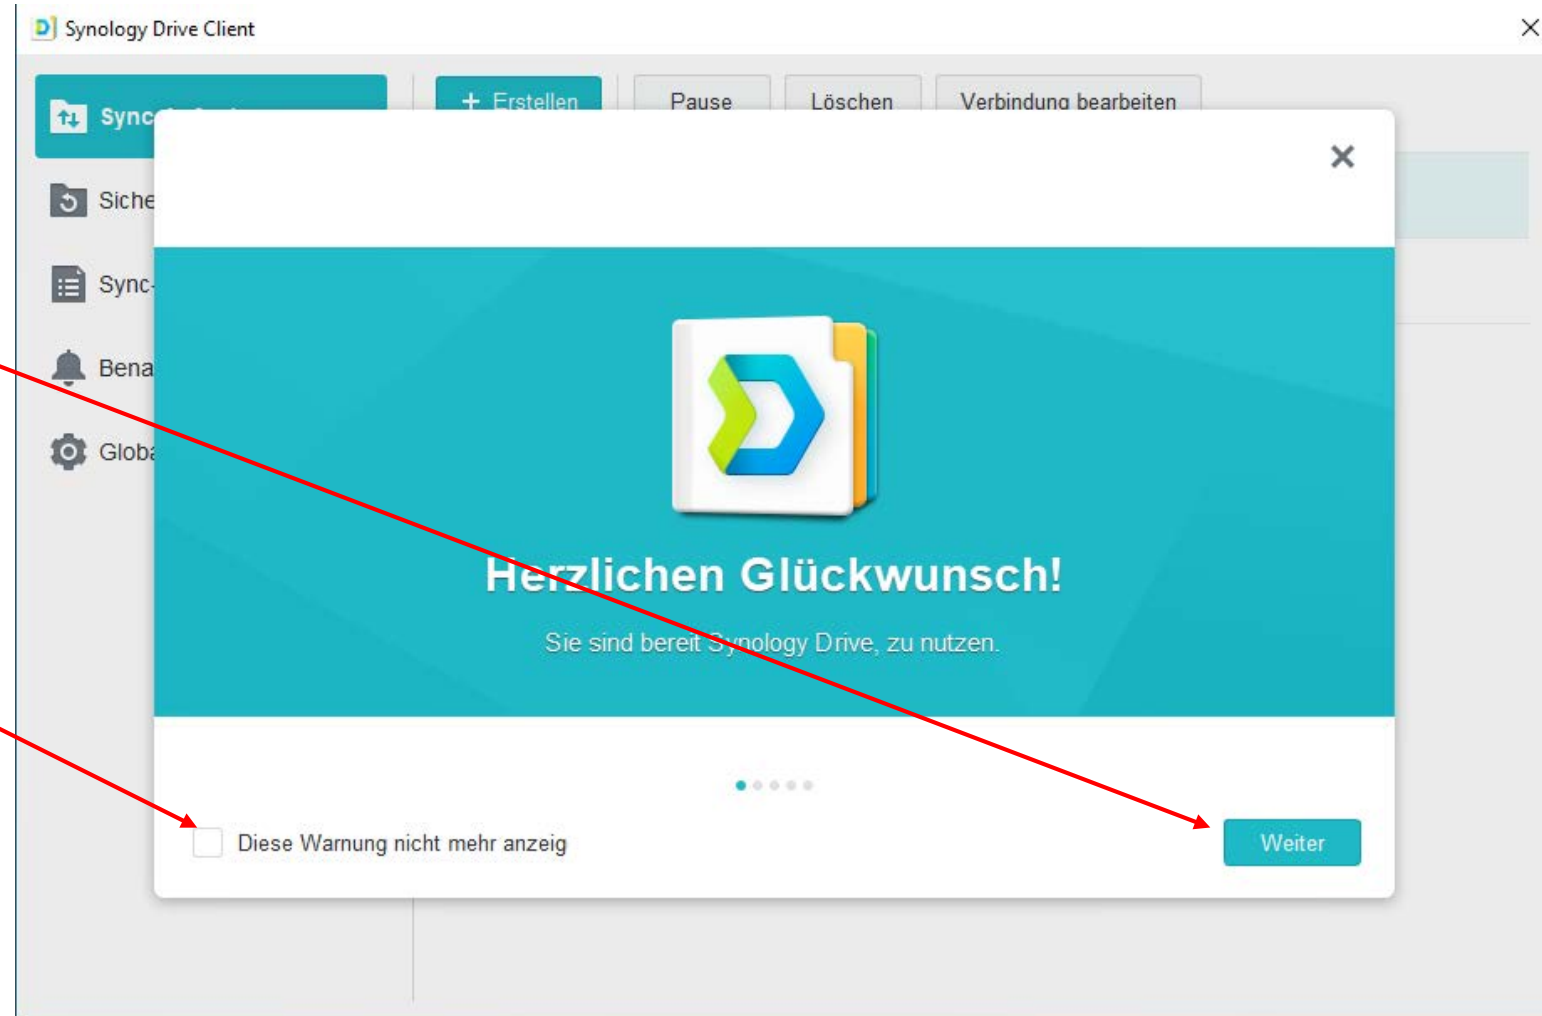 Synology Drive Client
+ Erstellen
Pause
Löschen
Verbindung bearbeiten
Sync
Siche
Sync-
Bena
Globa
Herzlichen Glückwunsch!
Sie sind bereit Synology Drive, zu nutzen.
Diese Warnung nicht mehr anzeig
Weiter